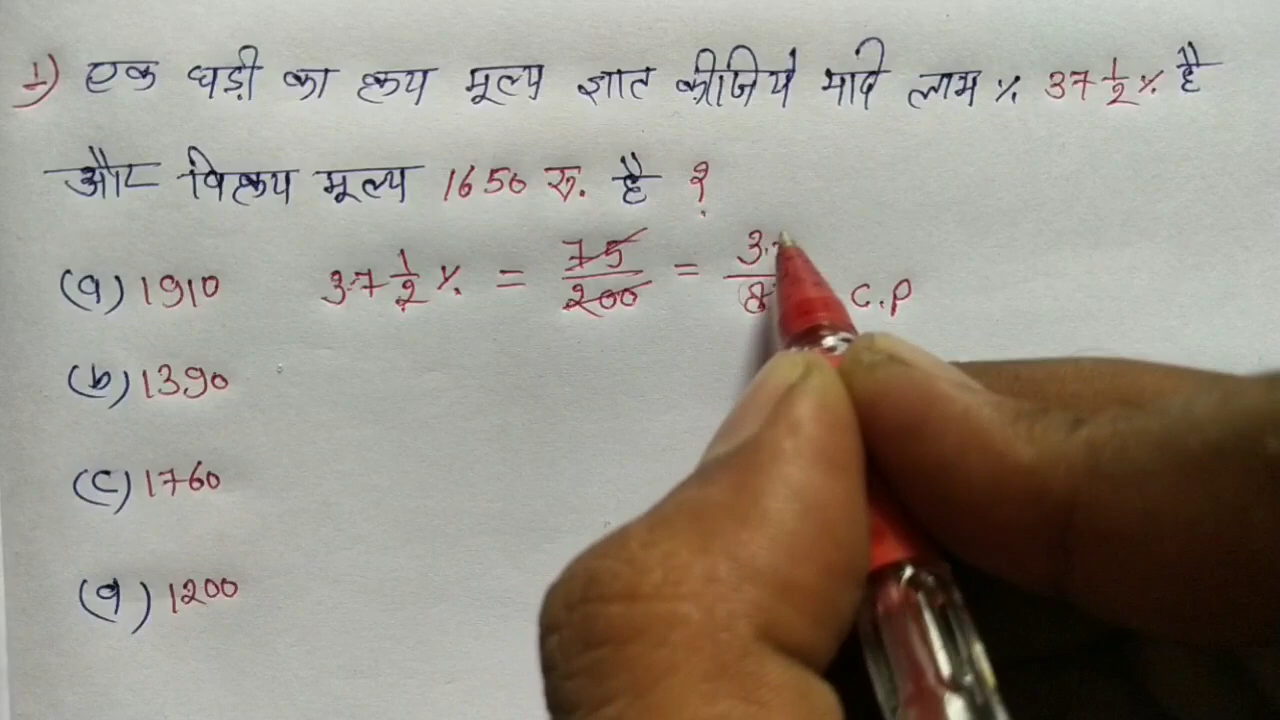 1) एक घड़ी का क्रय मूल्य ज्ञात कीजिये यदि लाभ % 37 1/2 % है
और विक्रय मूल्य 1650 रु. है ?
(a) 1910 37 1/2 % = 75/200 = 3/8 C.P
(b) 1390
(c) 1760
(d) 1200